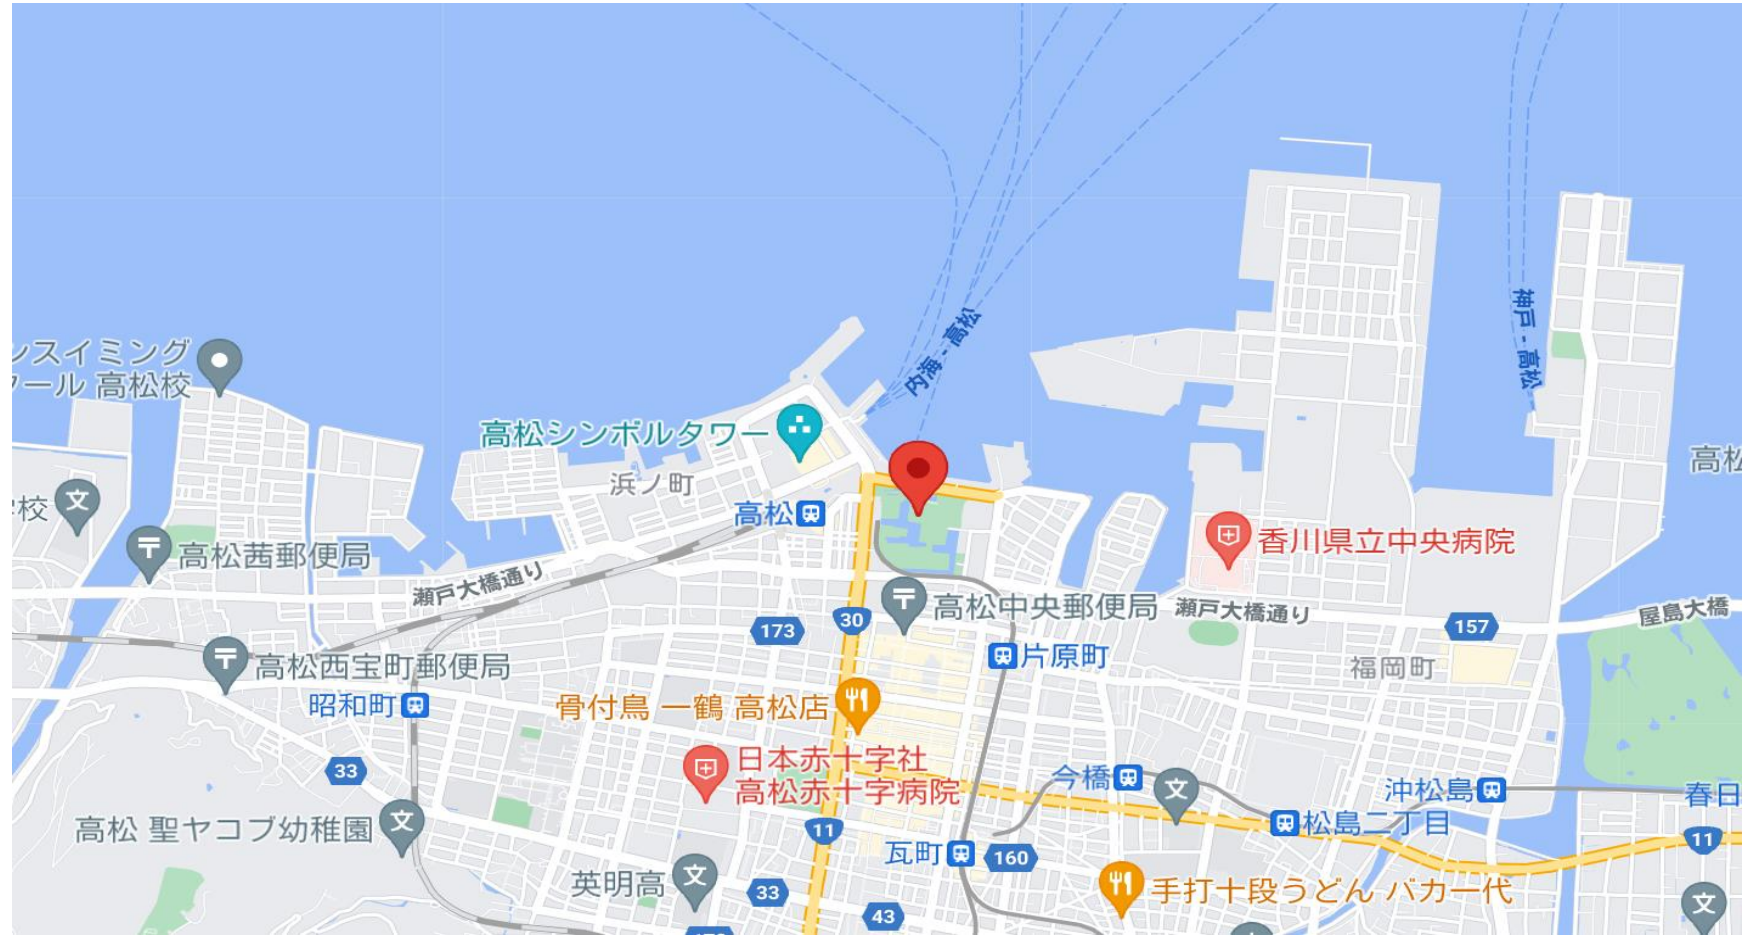 神戸 - 高松
内海 - 高松
ンスイミング
クール 高松校
高松シンボルタワー
浜ノ町
高松
高松
校
高松茜郵便局
香川県立中央病院
瀬戸大橋通り
高松中央郵便局
瀬戸大橋通り
屋島大橋
173
30
157
高松西宝町郵便局
片原町
福岡町
昭和町
骨付鳥 一鶴 高松店
33
日本赤十字社
高松赤十字病院
今橋
沖松島
春日
高松 聖ヤコブ幼稚園
文
11
松島二丁目
11
瓦町
160
英明高
33
手打十段うどん バカ一代
43